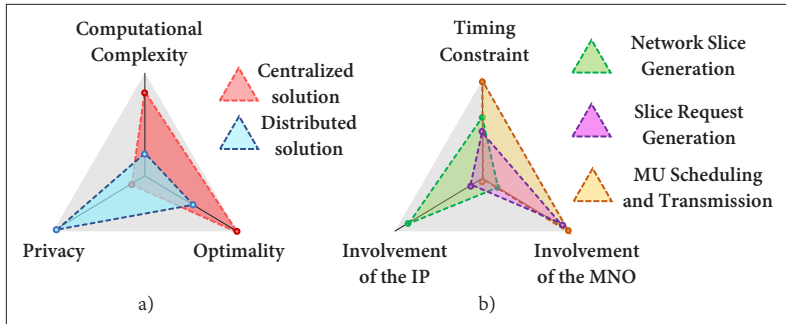 Computational
Complexity
Centralized
solution
Distributed
solution
Privacy
Optimality
a)
Timing
Constraint
Network Slice
Generation
Slice Request
Generation
MU Scheduling
and Transmission
Involvement
of the IP
Involvement
of the MNO
b)